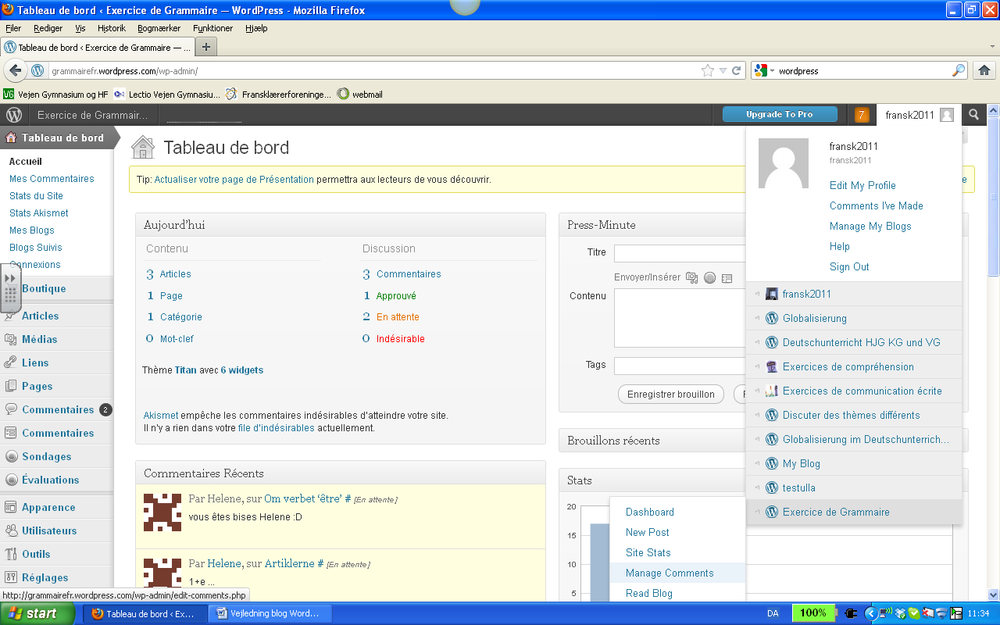 Tableau de bord ‹ Exercice de Grammaire — WordPress - Mozilla Firefox
Filer Rediger Vis Historik Bogmærker Funktioner Hjælp
Tableau de bord ‹ Exercice de Grammaire — ...
grammairefr.wordpress.com/wp-admin/
wordpress
VG Vejen Gymnasium og HF
Lectio Vejen Gymnasiu...
Fransklærerforeninge...
webmail
Exercice de Grammair...
Upgrade To Pro
7
fransk2011
Tableau de bord
Accueil
Mes Commentaires
Stats du Site
Stats Akismet
Mes Blogs
Blogs Suivis
Connexions
Boutique
Articles
Médias
Liens
Pages
Commentaires 2
Commentaires
Sondages
Évaluations
Apparence
Utilisateurs
Outils
Réglages
Tableau de bord
Tip: Actualiser votre page de Présentation permettra aux lecteurs de vous découvrir.
Aujourd'hui
Contenu
3 Articles
1 Page
1 Catégorie
0 Mot-clef
Discussion
3 Commentaires
1 Approuvé
2 En attente
0 Indésirable
Thème Titan avec 6 widgets
Akismet empêche les commentaires indésirables d'atteindre votre site.
Il n'y a rien dans votre file d'indésirables actuellement.
Commentaires Récents
Par Helene, sur Om verbet ‘être’ # [En attente]
vous êtes bises Helene :D
Par Helene, sur Artiklerne # [En attente]
1+e ...
Press-Minute
Titre
Envoyer/Insérer
Contenu
Tags
Enregistrer brouillon
Brouillons récents
Stats
20
15
10
5
Dashboard
New Post
Site Stats
Manage Comments
Read Blog
fransk2011
fransk2011
Edit My Profile
Comments I've Made
Manage My Blogs
Help
Sign Out
fransk2011
Globalisierung
Deutschunterricht HJG KG und VG
Exercices de compréhension
Exercices de communication écrite
Discuter des thèmes différents
Globalisierung im Deutschunterrich...
My Blog
testulla
Exercice de Grammaire
http://grammairefr.wordpress.com/wp-admin/edit-comments.php
start
Tableau de bord ‹ Ex...
Vejledning blog Word...
DA
100%
11:34